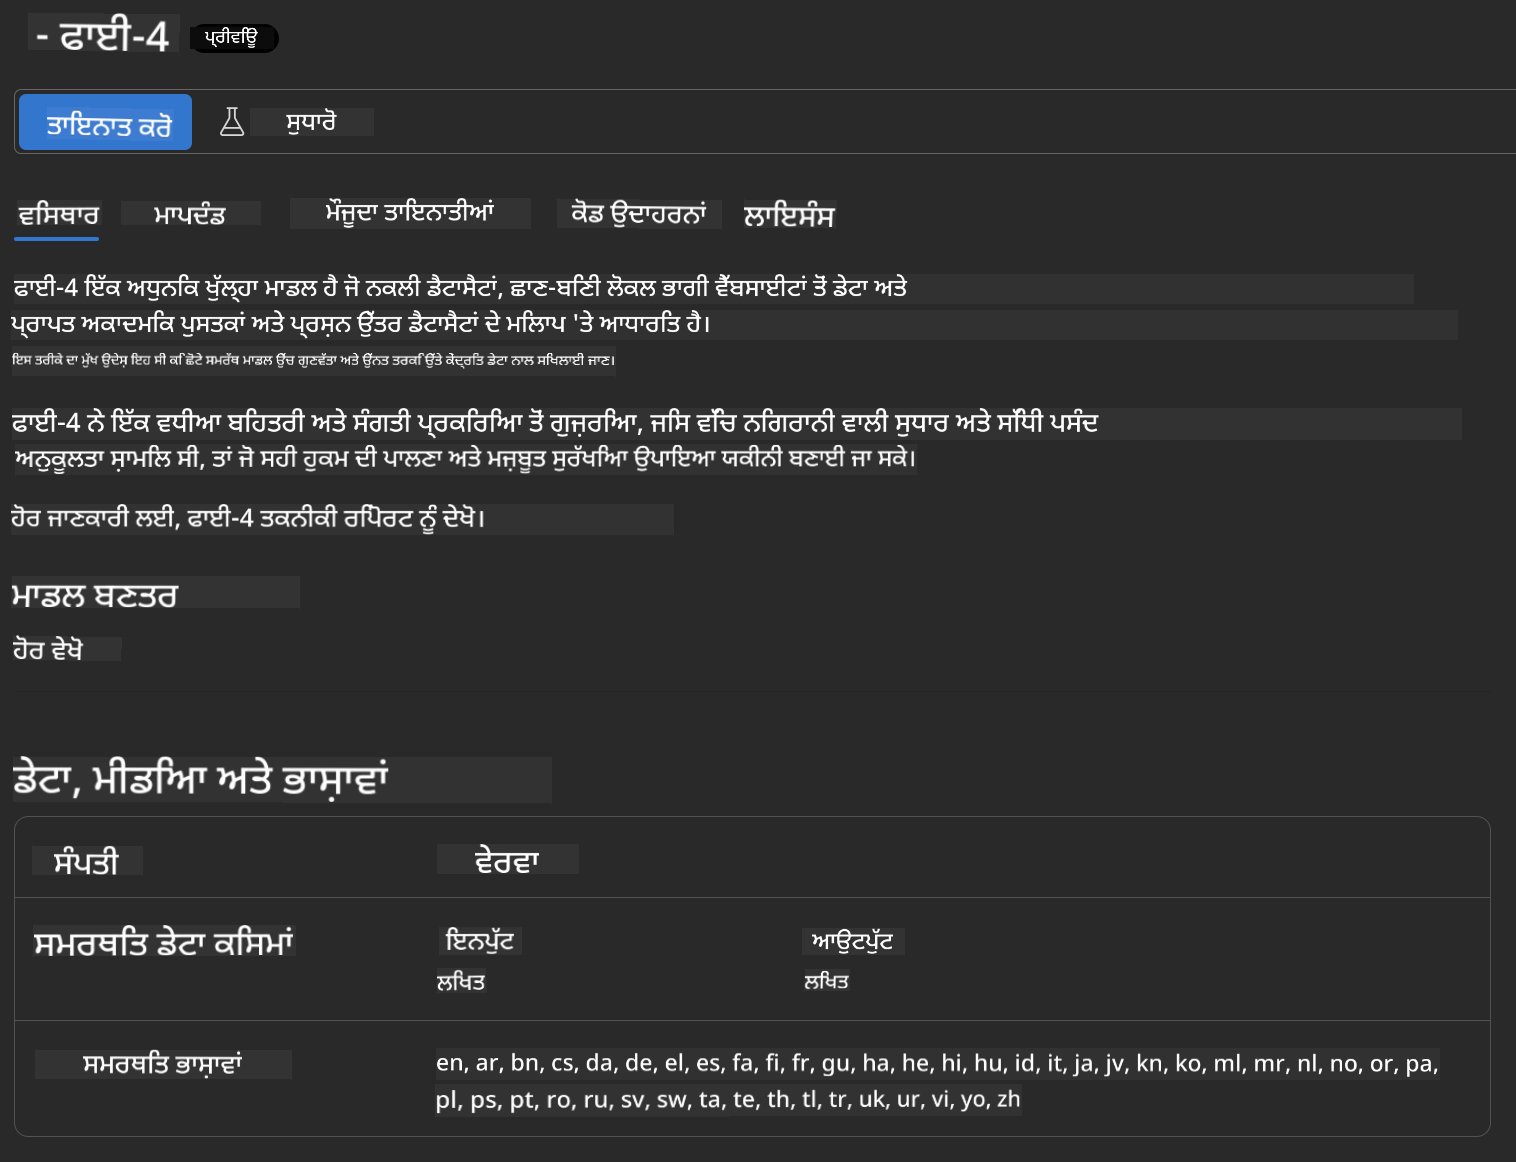 - ਫਾਈ-4
ਪ੍ਰੀਵਿਊ
ਤਾਇਨਾਤ ਕਰੋ
ਸੁਧਾਰੋ
ਵਸਿਥਾਰ
ਮਾਪਦੰਡ
ਮੌਜੂਦਾ ਤਾਇਨਾਤੀਆਂ
ਕੋਡ ਉਦਾਹਰਨਾਂ
ਲਾਇਸੰਸ
ਫਾਈ-4 ਇੱਕ ਅਧੁਨਕਿ ਖੁੱਲ੍ਹਾ ਮਾਡਲ ਹੈ ਜੋ ਨਕਲੀ ਡੈਟਾਸੈਟਾਂ, ਛਾਣ-ਬਣਿੀ ਲੋਕਲ ਭਾਗੀ ਵੈੱਬਸਾਈਟਾਂ ਤੋਂ ਡੇਟਾ ਅਤੇ
ਪ੍ਰਾਪਤ ਅਕਾਦਮਕਿ ਪੁਸਤਕਾਂ ਅਤੇ ਪ੍ਰਸ਼ਨ ਉੱਤਰ ਡੈਟਾਸੈਟਾਂ ਦੇ ਮਲਿਾਪ 'ਤੇ ਆਧਾਰਤਿ ਹੈ।
ਇਸ ਤਰੀਕੇ ਦਾ ਮੁੱਖ ਉਦੇਸ਼ ਇਹ ਸੀ ਕ ਿਛੋਟੇ ਸਮਰੱਥ ਮਾਡਲ ਉੱਚ ਗੁਣਵੱਤਾ ਅਤੇ ਉੱਨਤ ਤਰਕ ਉੱਤੇ ਕੇਂਦ੍ਰਤਿ ਡੇਟਾ ਨਾਲ ਸਖਿਲਾਈ ਜਾਣ।
ਫਾਈ-4 ਨੇ ਇੱਕ ਵਧੀਆ ਬਹਿਤਰੀ ਅਤੇ ਸੰਗਤੀ ਪ੍ਰਕਰਿਆਿ ਤੋਂ ਗੁਜ਼ਰਆਿ, ਜਸਿ ਵੱਚਿ ਨਗਿਰਾਨੀ ਵਾਲੀ ਸੁਧਾਰ ਅਤੇ ਸੱਧਿੀ ਪਸੰਦ
ਅਨੁਕੂਲਤਾ ਸ਼ਾਮਲਿ ਸੀ, ਤਾਂ ਜੋ ਸਹੀ ਹੁਕਮ ਦੀ ਪਾਲਣਾ ਅਤੇ ਮਜ਼ਬੂਤ ਸੁਰੱਖਆਿ ਉਪਾਇਆ ਯਕੀਨੀ ਬਣਾਈ ਜਾ ਸਕੇ।
ਹੋਰ ਜਾਣਕਾਰੀ ਲਈ, ਫਾਈ-4 ਤਕਨੀਕੀ ਰਪਿੋਰਟ ਨੂੰ ਦੇਖੋ।
ਮਾਡਲ ਬਣਤਰ
ਹੋਰ ਵੇਖੋ
ਡੇਟਾ, ਮੀਡਆਿ ਅਤੇ ਭਾਸ਼ਾਵਾਂ
ਸੰਪਤੀ
ਵੇਰਵਾ
ਸਮਰਥਤਿ ਡੇਟਾ ਕਸਿਮਾਂ
ਇਨਪੁੱਟ
ਆਉਟਪੁੱਟ
ਲਖਿਤ
ਲਖਿਤ
ਸਮਰਥਤਿ ਭਾਸ਼ਾਵਾਂ
en, ar, bn, cs, da, de, el, es, fa, fi, fr, gu, ha, he, hi, hu, id, it, ja, jv, kn, ko, ml, mr, nl, no, or, pa,
pl, ps, pt, ro, ru, sv, sw, ta, te, th, tl, tr, uk, ur, vi, yo, zh